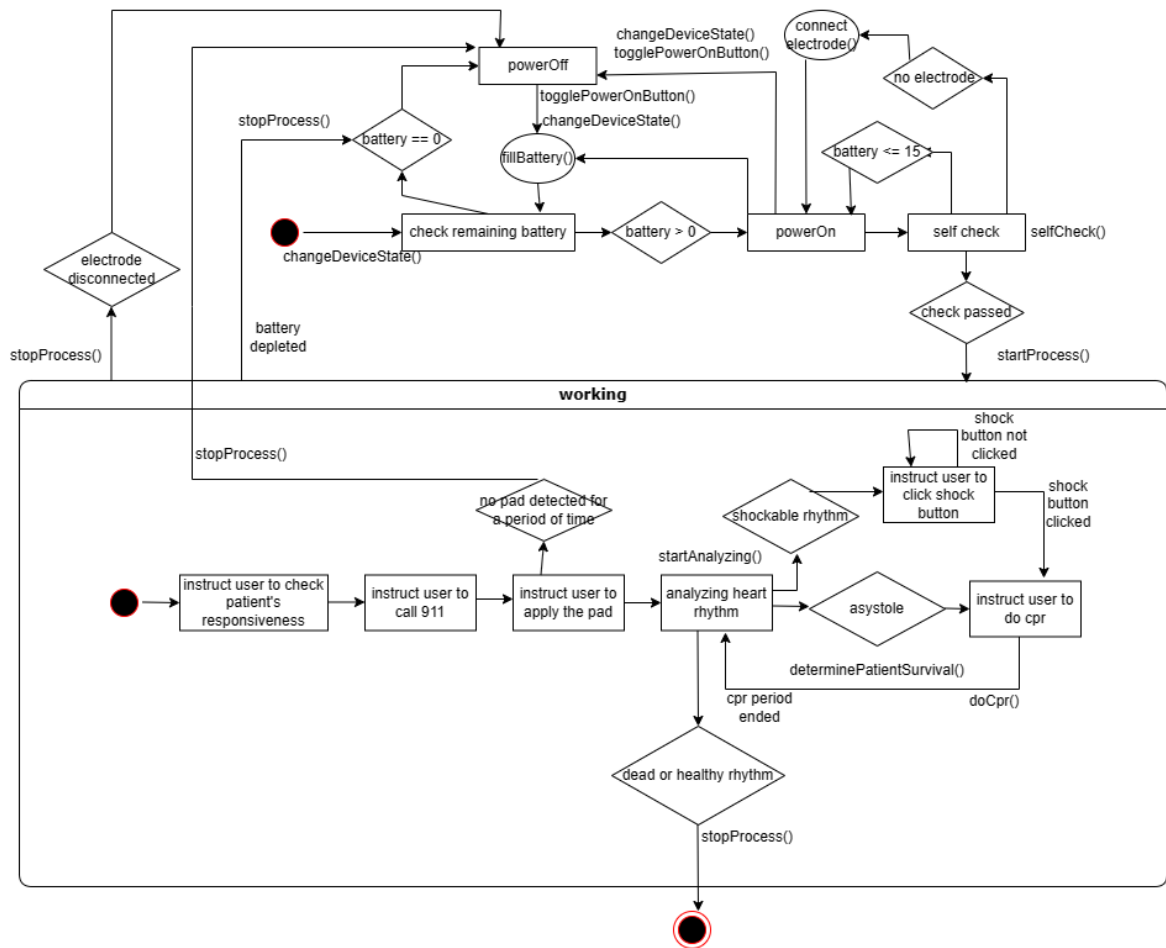 changeDeviceState()
togglePowerOnButton()
connect
electrode()
powerOff
no electrode
togglePowerOnButton()
stopProcess()
changeDeviceState()
battery == 0
battery <= 15
fillBattery()
check remaining battery
battery > 0
powerOn
self check
selfCheck()
changeDeviceState()
electrode
disconnected
check passed
battery
depleted
stopProcess()
startProcess()
working
shock
button not
clicked
stopProcess()
instruct user to
click shock
button
no pad detected for
a period of time
shockable rhythm
shock
button
clicked
startAnalyzing()
instruct user to check
patient's
responsiveness
instruct user to
call 911
instruct user to
apply the pad
analyzing heart
rhythm
asystole
instruct user to
do cpr
determinePatientSurvival()
cpr period
ended
doCpr()
dead or healthy rhythm
stopProcess()